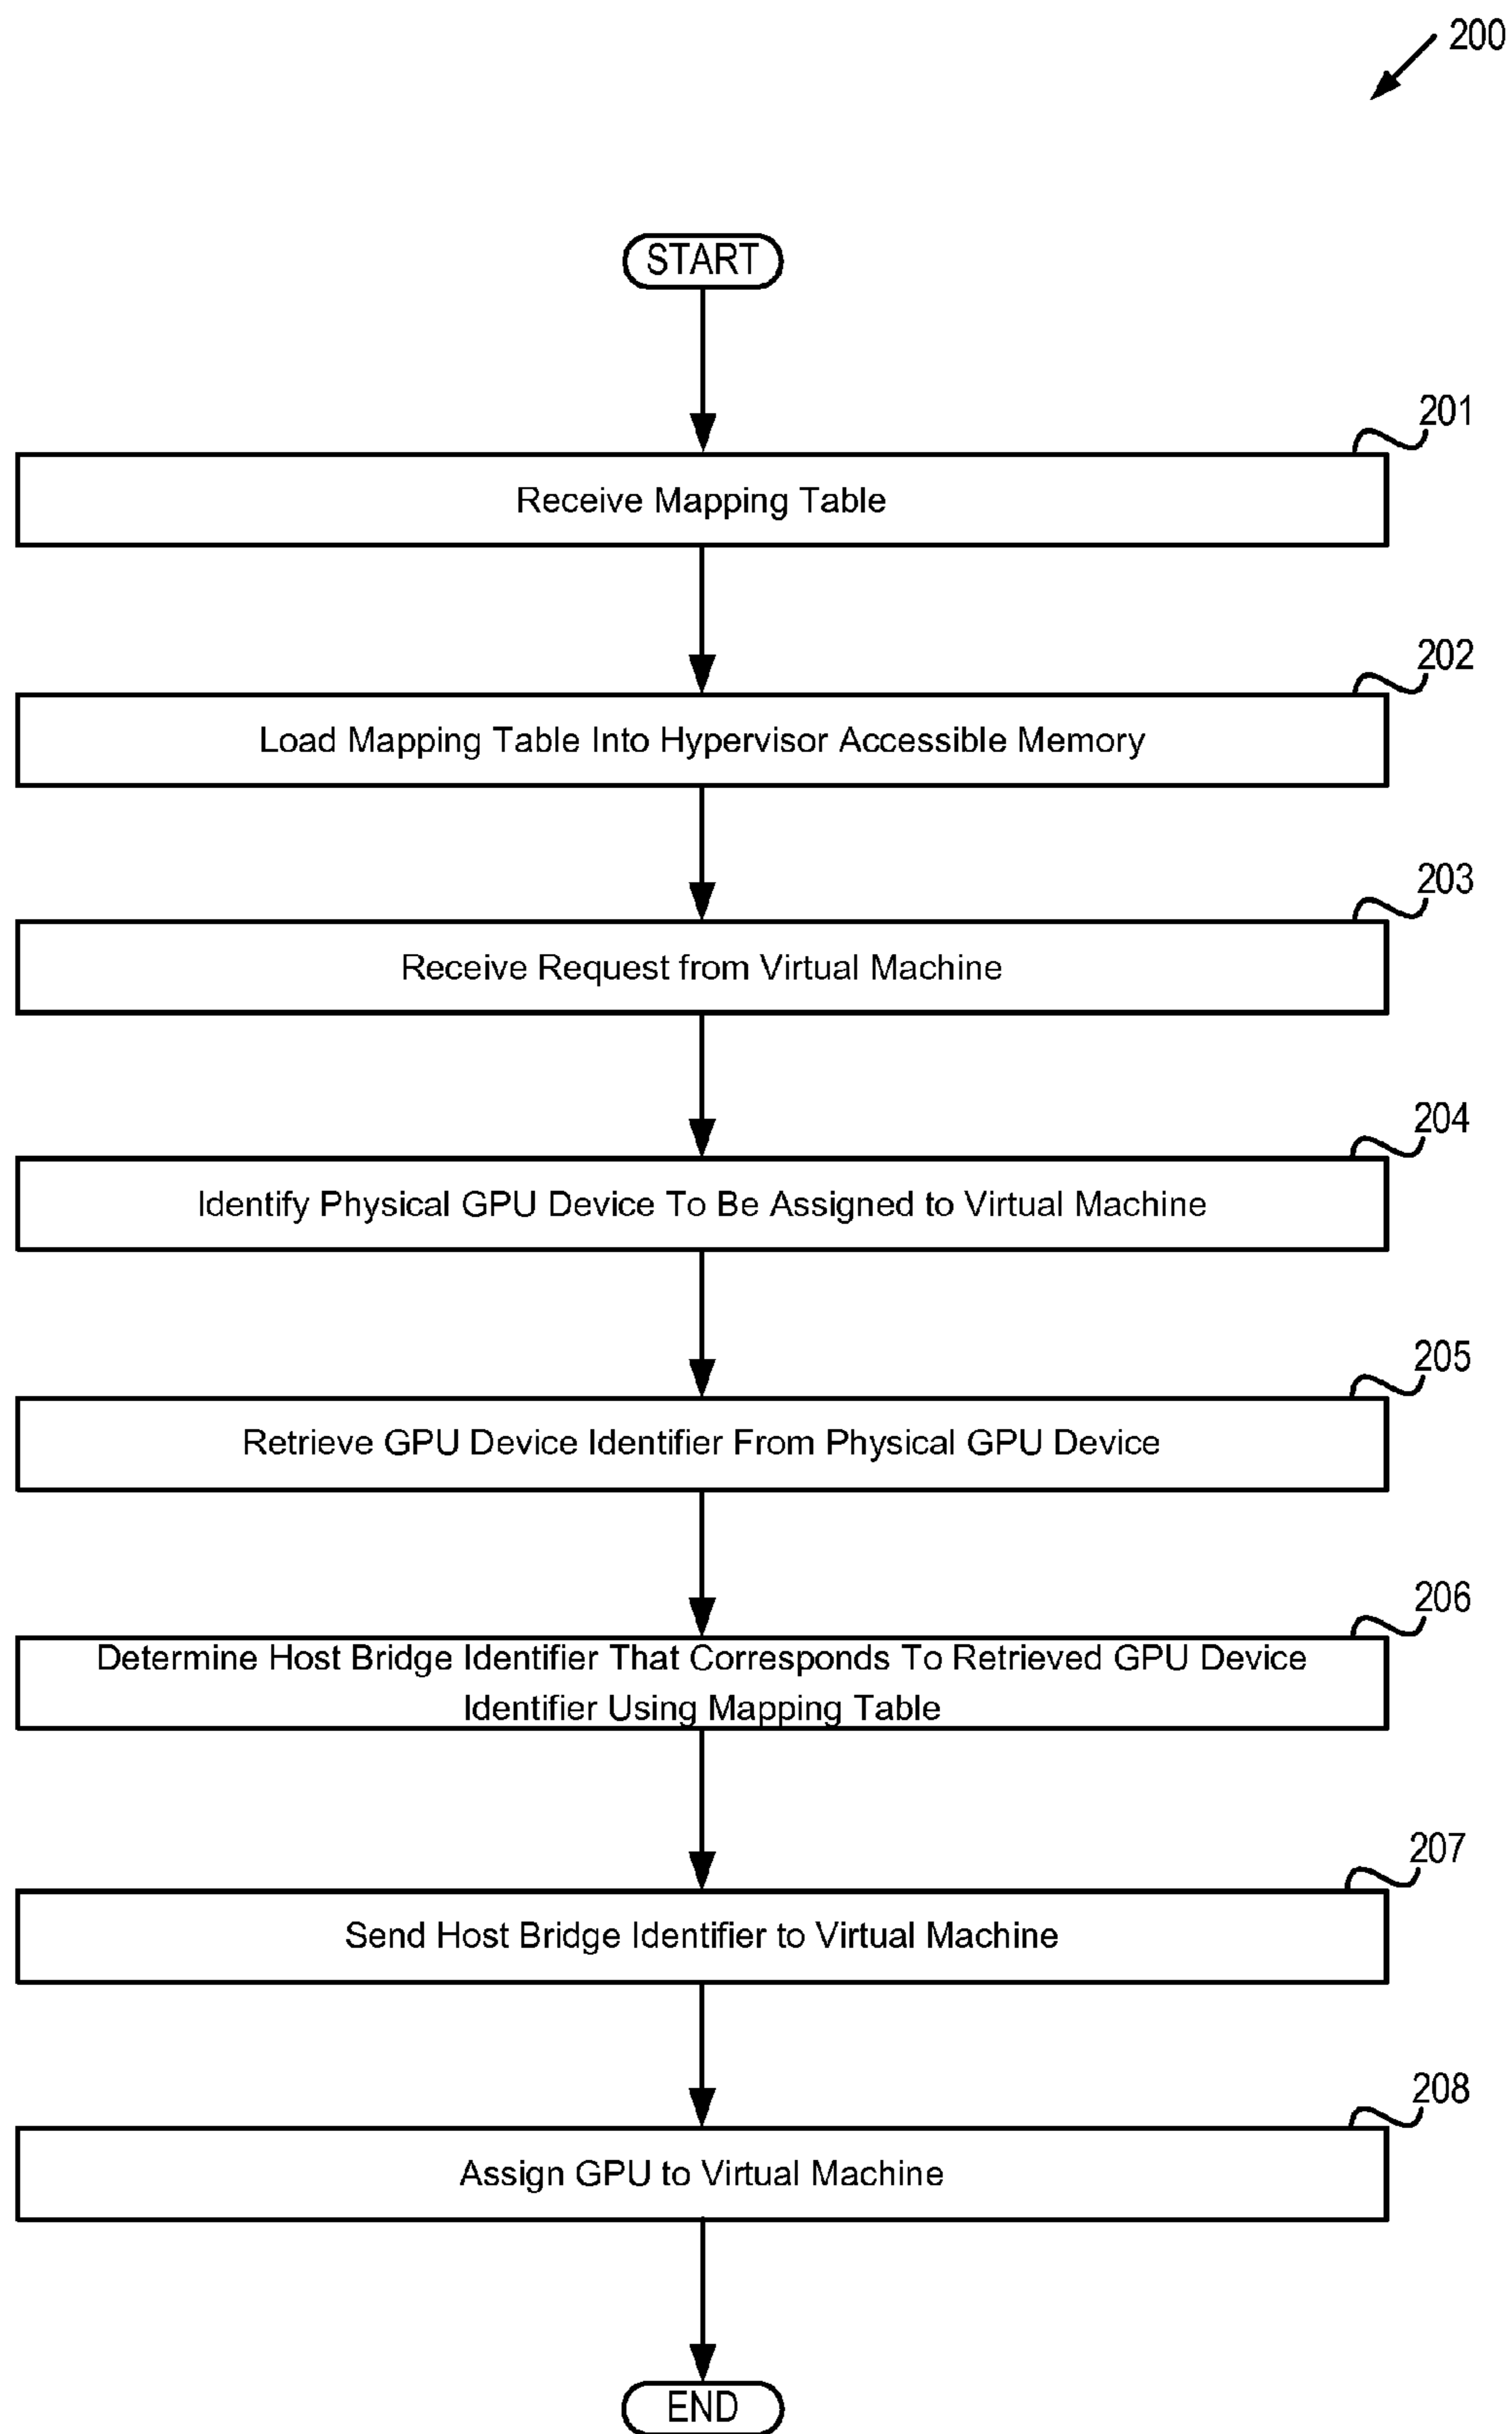 200
START
201
Receive Mapping Table
202
Load Mapping Table Into Hypervisor Accessible Memory
203
Receive Request from Virtual Machine
204
Identify Physical GPU Device To Be Assigned to Virtual Machine
205
Retrieve GPU Device Identifier From Physical GPU Device
206
Determine Host Bridge Identifier That Corresponds To Retrieved GPU Device
Identifier Using Mapping Table
207
Send Host Bridge Identifier to Virtual Machine
208
Assign GPU to Virtual Machine
END